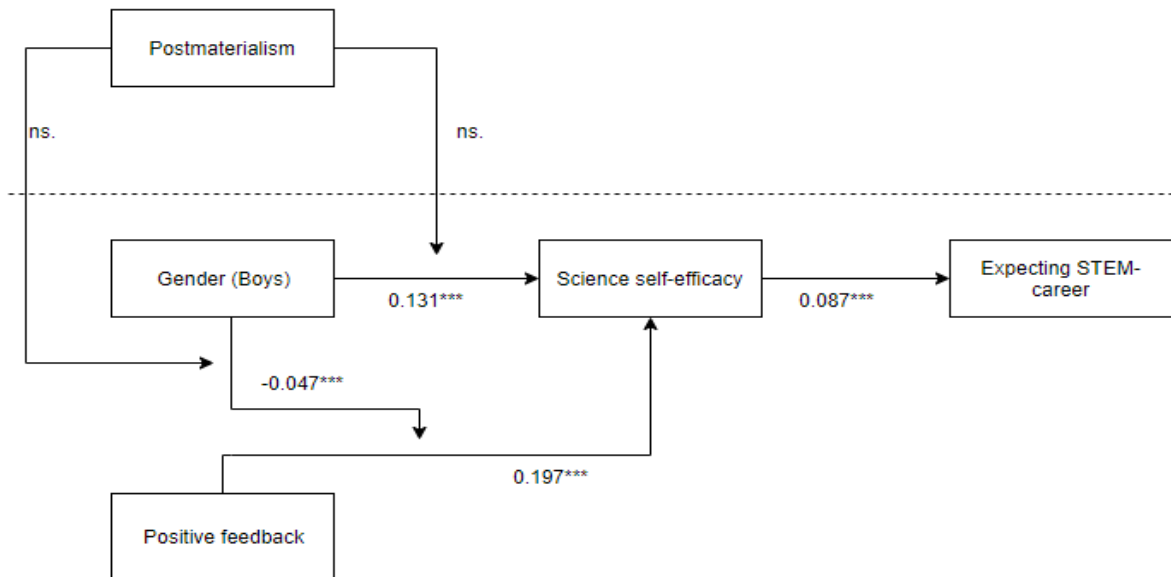 Postmaterialism
ns.
ns.
Gender (Boys)
Science self-efficacy
Expecting STEM-
career
0.131***
0.087***
-0.047***
0.197***
Positive feedback